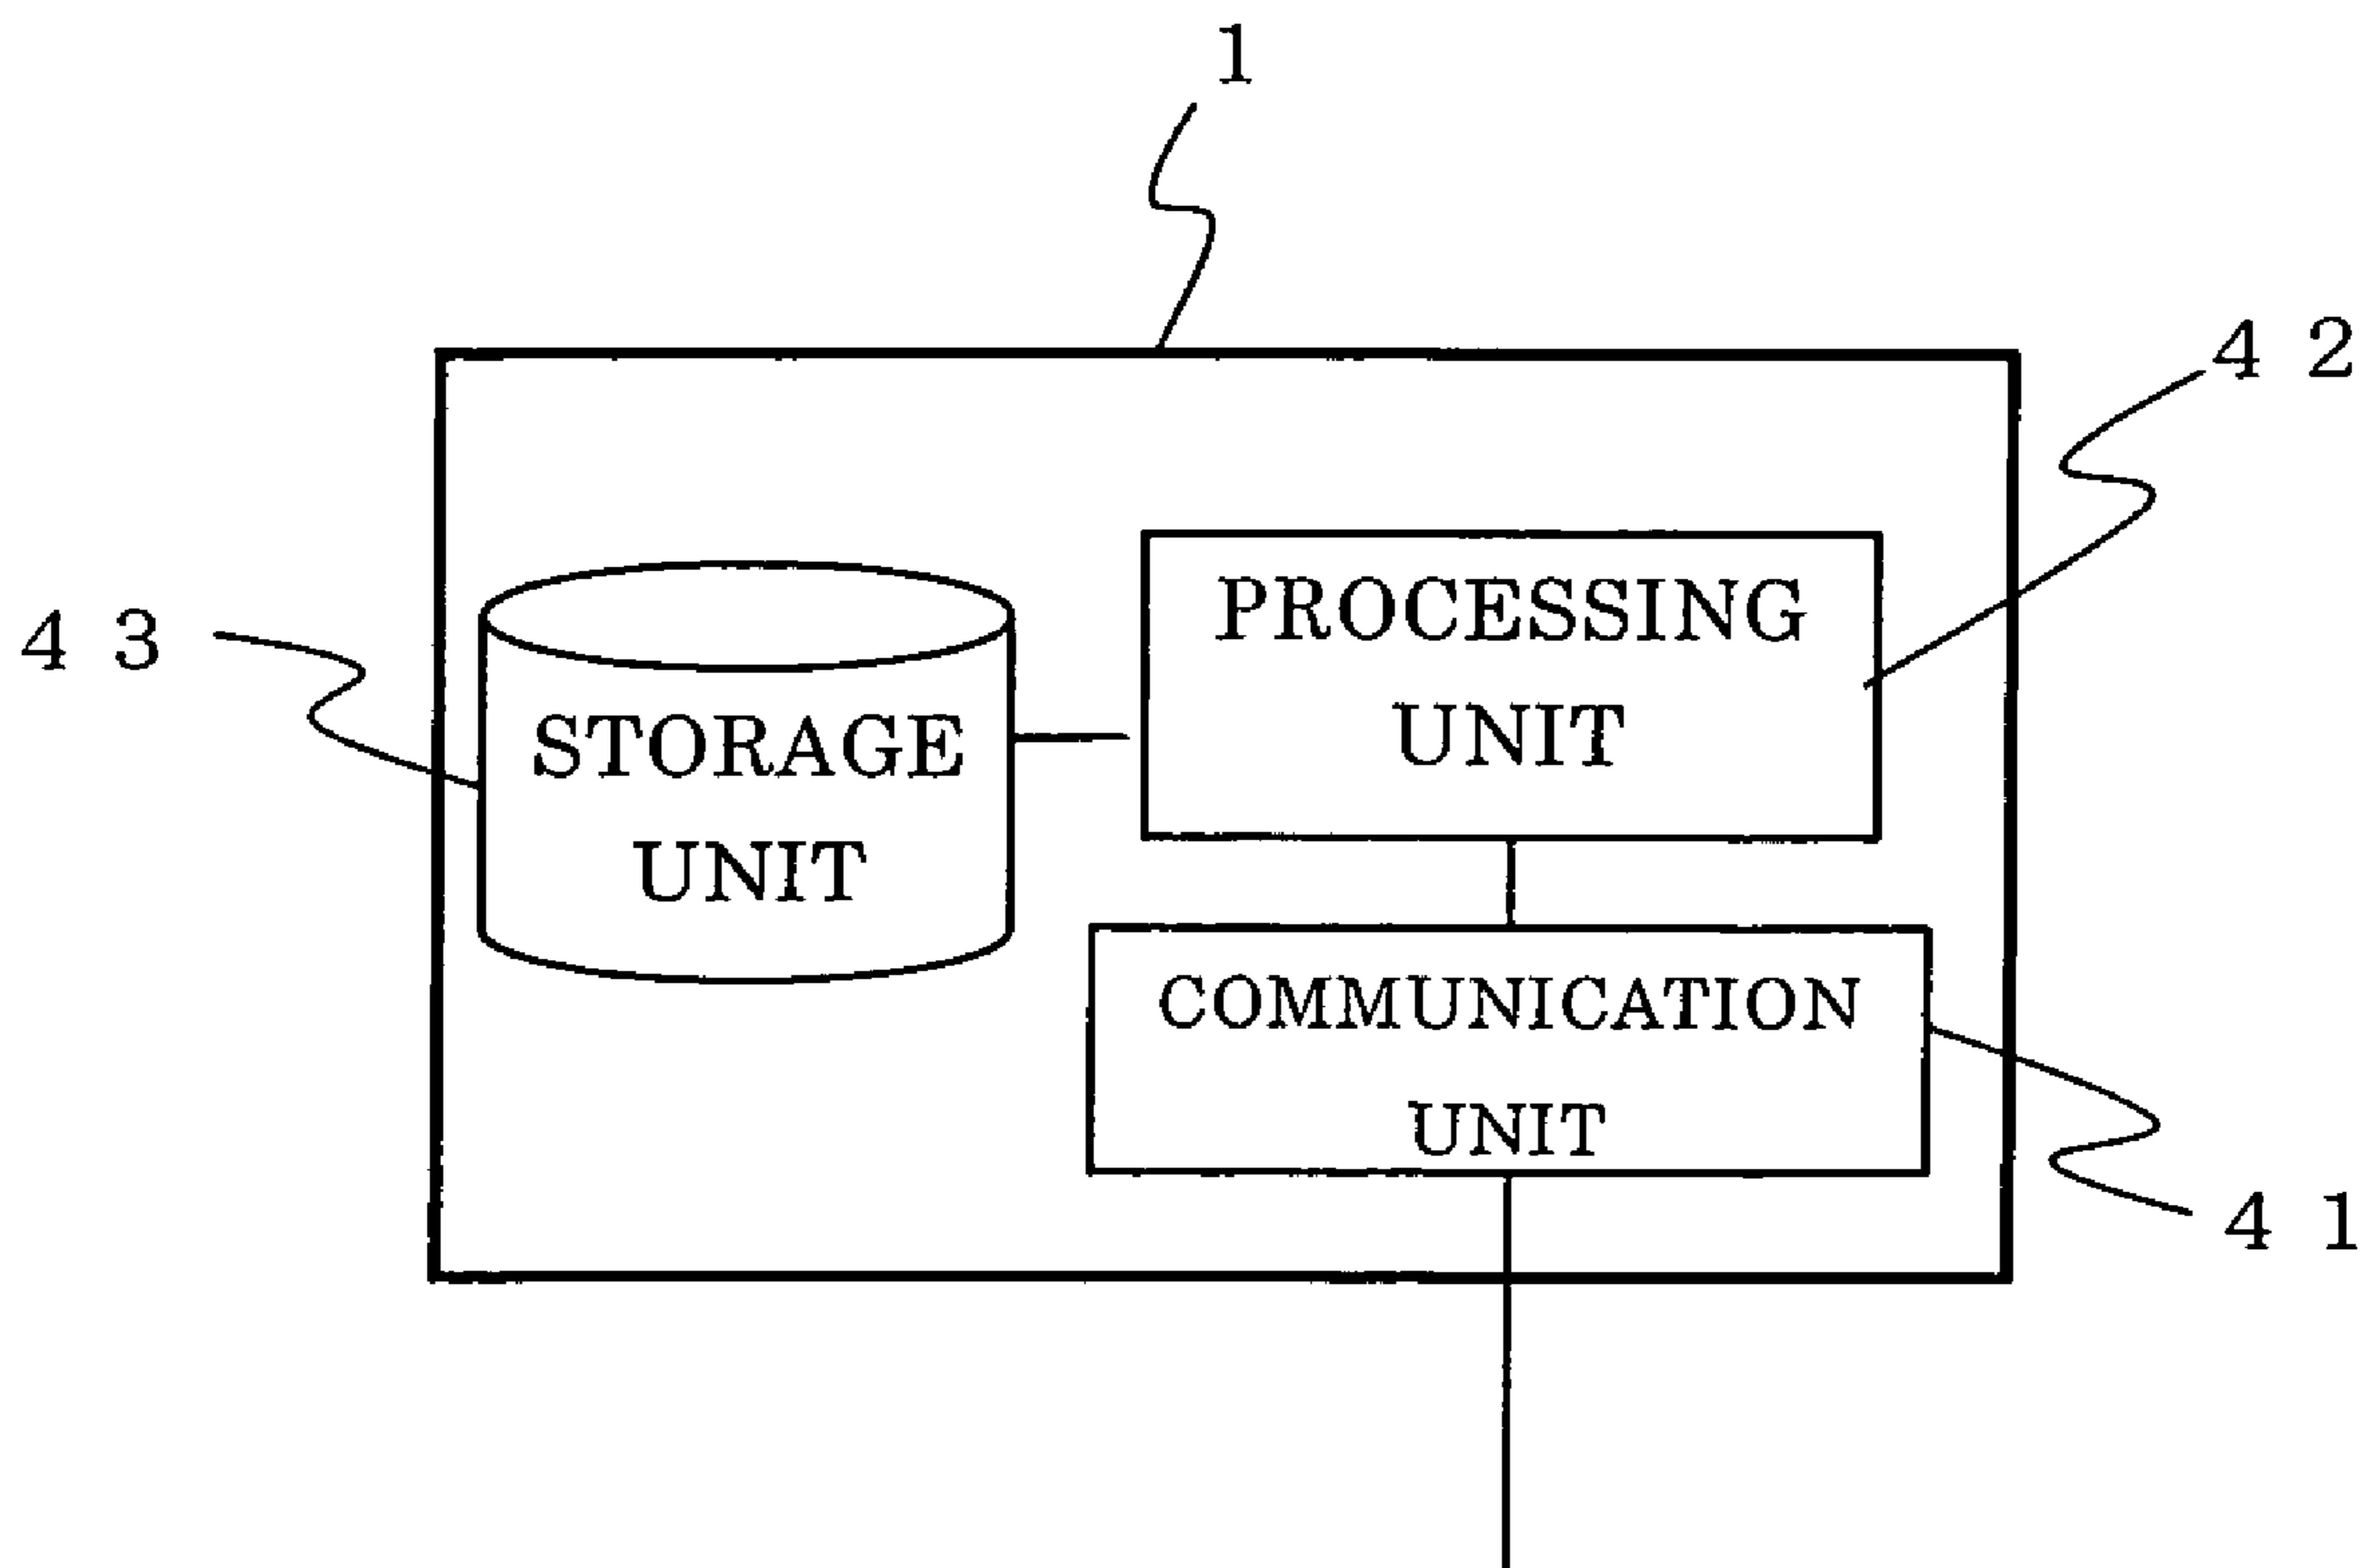 1
4 2
PROCESSING
UNIT
4 3
STORAGE
UNIT
COMMUNICATION
UNIT
4 1